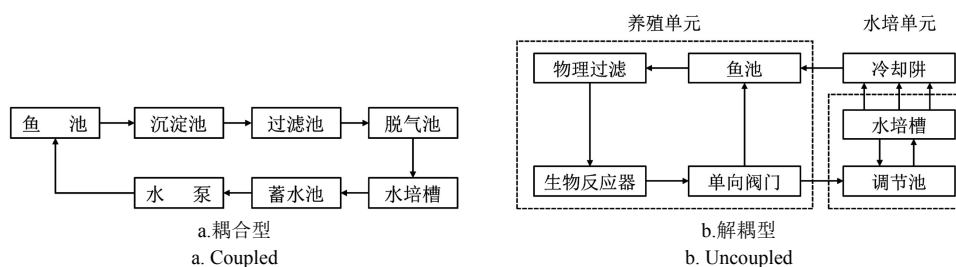 养殖单元
水培单元
物理过滤
鱼池
冷却阱
水培槽
生物反应器
单向阀门
调节池
鱼 池
沉淀池
过滤池
脱气池
水 泵
蓄水池
水培槽
a.耦合型
a. Coupled
b.解耦型
b. Uncoupled